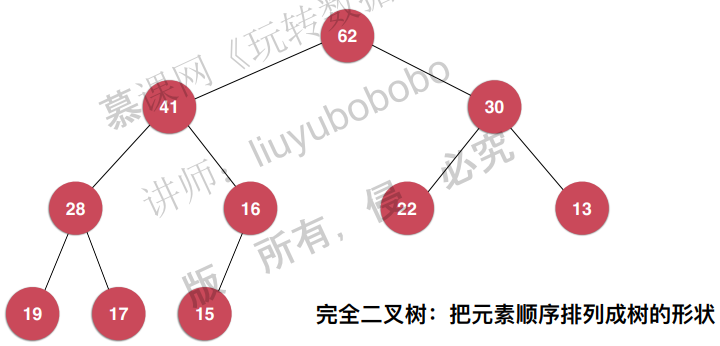 慕课网《玩转数据
62
41
30
讲师：liuyubobobo
28
16
22
13
版 所有，侵 必究
19
17
15
完全二叉树：把元素顺序排列成树的形状